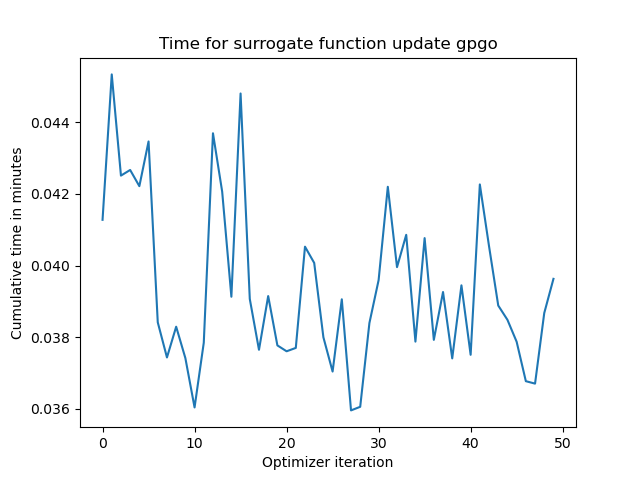 Time for surrogate function update gpgo
Cumulative time in minutes
0.044
0.042
0.040
0.038
0.036
0 10 20 30 40 50
Optimizer iteration